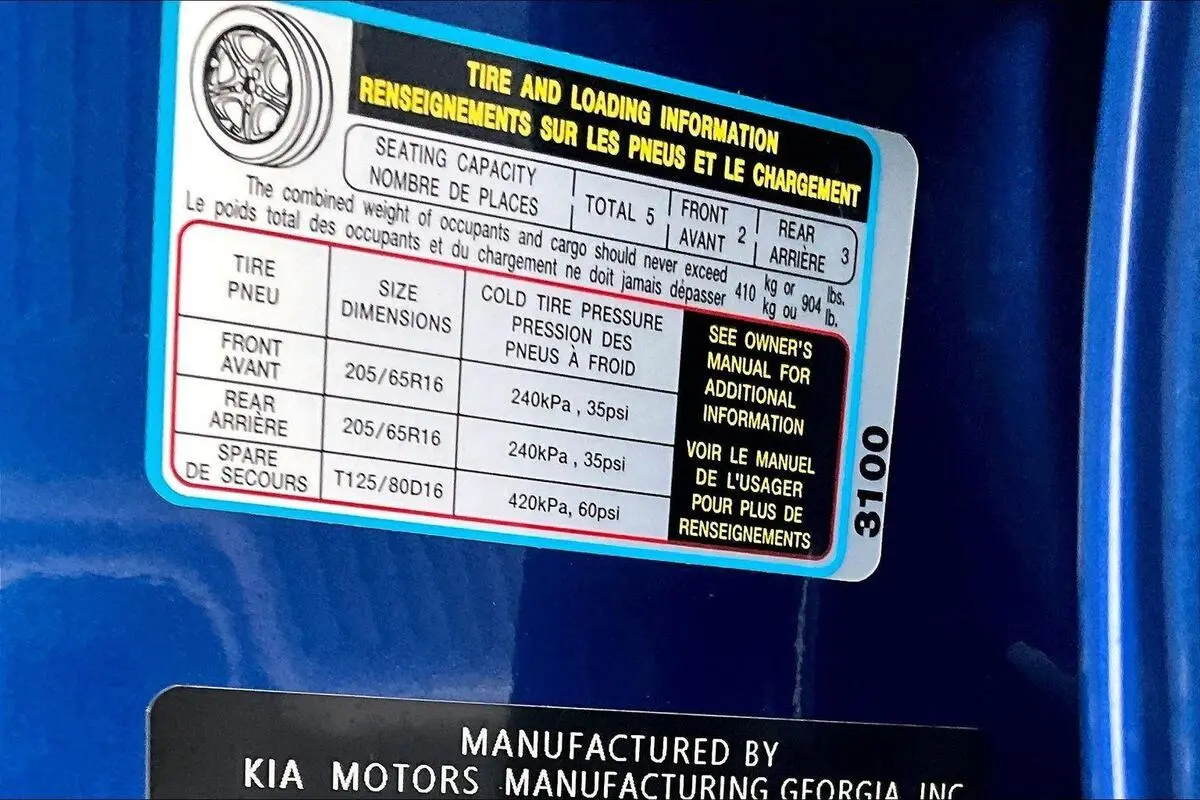 TIRE AND LOADING INFORMATION
RENSEIGNEMENTS SUR LES PNEUS ET LE CHARGEMENT
SEATING CAPACITY
NOMBRE DE PLACES
TOTAL 5
FRONT
AVANT 2
REAR
ARRIÈRE 3
The combined weight of occupants and cargo should never exceed 410 kg or 904 lbs.
Le poids total des occupants et du chargement ne doit jamais dépasser kg ou lb.
TIRE
PNEU
SIZE
DIMENSIONS
COLD TIRE PRESSURE
PRESSION DES
PNEUS À FROID
FRONT
AVANT
205/65R16
240kPa , 35psi
REAR
ARRIÈRE
205/65R16
240kPa , 35psi
SPARE
DE SECOURS
T125/80D16
420kPa, 60psi
SEE OWNER'S
MANUAL FOR
ADDITIONAL
INFORMATION
VOIR LE MANUEL
DE L'USAGER
POUR PLUS DE
RENSEIGNEMENTS
3100
MANUFACTURED BY
KIA MOTORS MANUFACTURING GEORGIA, INC